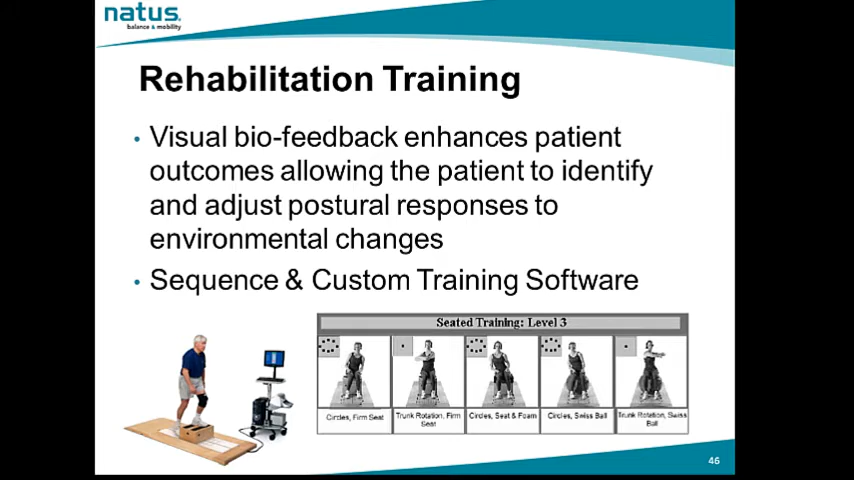 natus.
balance & mobility
Rehabilitation Training
• Visual bio-feedback enhances patient
outcomes allowing the patient to identify
and adjust postural responses to
environmental changes
• Sequence & Custom Training Software
Seated Training: Level 3
Circles, Firm Seat
Trunk Rotation, Firm
Seat
Circles, Seat & Foam
Circles, Swiss Ball
Trunk Rotation, Swiss
Ball
46